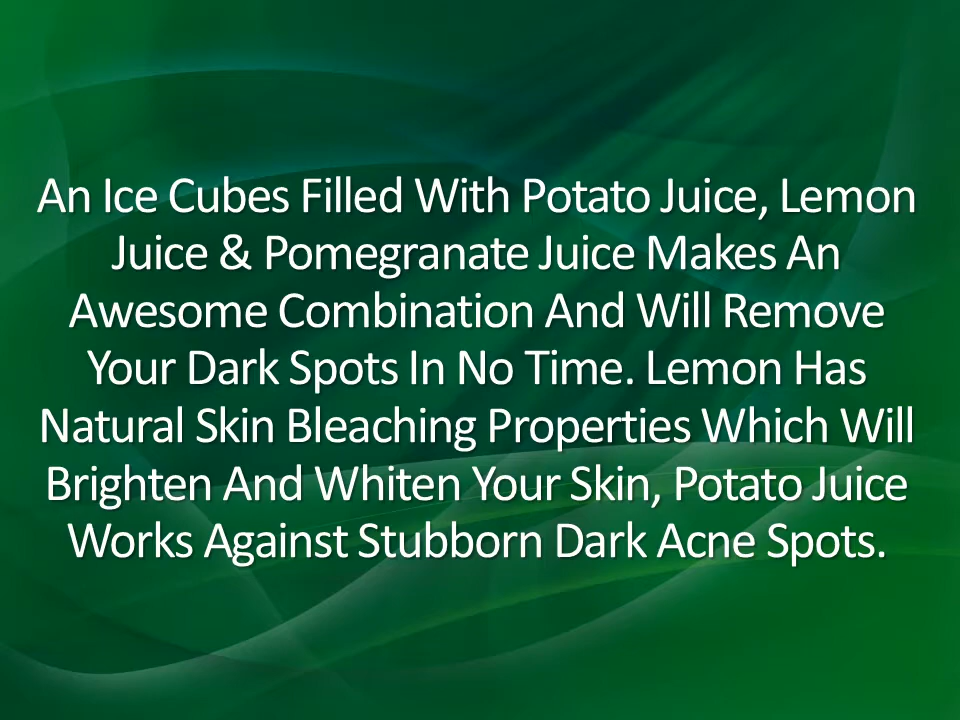 An Ice Cubes Filled With Potato Juice, Lemon
Juice & Pomegranate Juice Makes An
Awesome Combination And Will Remove
Your Dark Spots In No Time. Lemon Has
Natural Skin Bleaching Properties Which Will
Brighten And Whiten Your Skin, Potato Juice
Works Against Stubborn Dark Acne Spots.